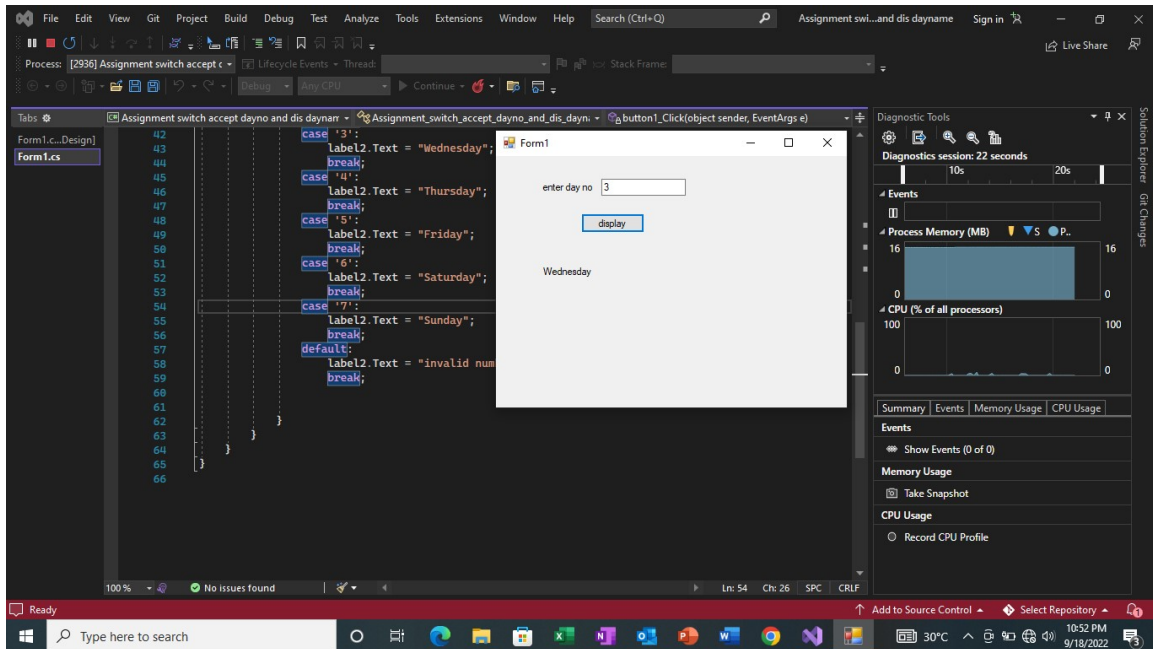 File Edit View Git Project Build Debug Test Analyze Tools Extensions Window Help Search (Ctrl+Q) Assignment swi...and dis dayname Sign in
Live Share
Process: [2936] Assignment switch accept c Lifecycle Events Thread: Stack Frame:
Debug Any CPU Continue
Tabs
Form1.c...Design]
Form1.cs
Assignment switch accept dayno and dis daynam Assignment_switch_accept_dayno_and_dis_dayn button1_Click(object sender, EventArgs e)
42 case '3':
43 label2.Text = "Wednesday";
44 break;
45 case '4':
46 label2.Text = "Thursday";
47 break;
48 case '5':
49 label2.Text = "Friday";
50 break;
51 case '6':
52 label2.Text = "Saturday";
53 break;
54 case '7':
55 label2.Text = "Sunday";
56 break;
57 default:
58 label2.Text = "invalid num
59 break;
60
61
62 }
63 }
64 }
65 }
66
Form1
enter day no 3
display
Wednesday
Diagnostic Tools
Diagnostics session: 22 seconds
10s 20s
Events
Process Memory (MB) S P..
16 16
0 0
CPU (% of all processors)
100 100
0 0
Summary Events Memory Usage CPU Usage
Events
Show Events (0 of 0)
Memory Usage
Take Snapshot
CPU Usage
Record CPU Profile
Solution Explorer
Git Changes
100 % No issues found Ln: 54 Ch: 26 SPC CRLF
Ready Add to Source Control Select Repository 1
Type here to search 30°C 10:52 PM
9/18/2022 3